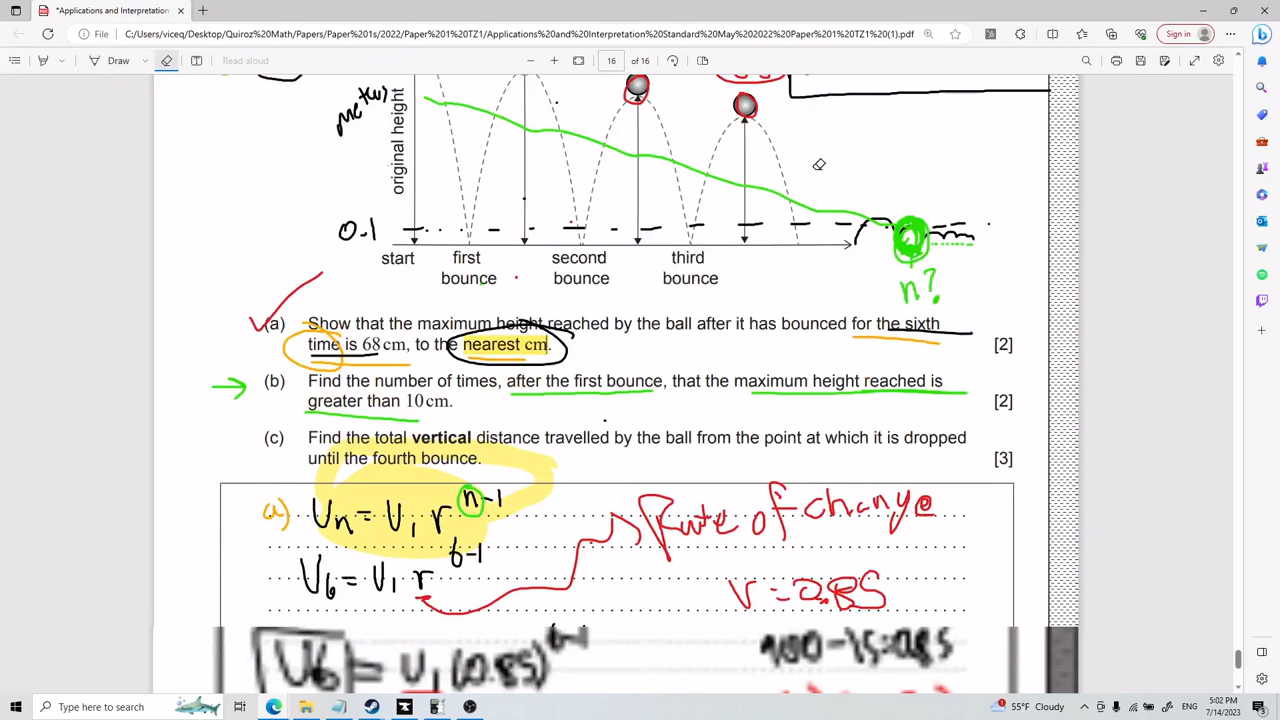 *Applications and Interpretation
File
C:/Users/viceq/Desktop/Quiroz%20Math/Papers/Paper%201s/2022/Paper%201%20TZ1/Applications%20and%20Interpretation%20Standard%20May%202022%20Paper%201%20TZ1%20(1).pdf
Sign in
Draw
Read aloud
16 of 16
original height
0.1
start
first bounce
second bounce
third bounce
n?
(a) Show that the maximum height reached by the ball after it has bounced for the sixth
time is 68 cm, to the nearest cm. [2]
(b) Find the number of times, after the first bounce, that the maximum height reached is
greater than 10 cm. [2]
(c) Find the total vertical distance travelled by the ball from the point at which it is dropped
until the fourth bounce. [3]
a) Un = U1 r^n-1
Rate of change
U6 = U1 r^6-1
r = 0.85
U6 = U1 (0.85)
Type here to search
55°F Cloudy
ENG
5:02 PM
7/14/2023